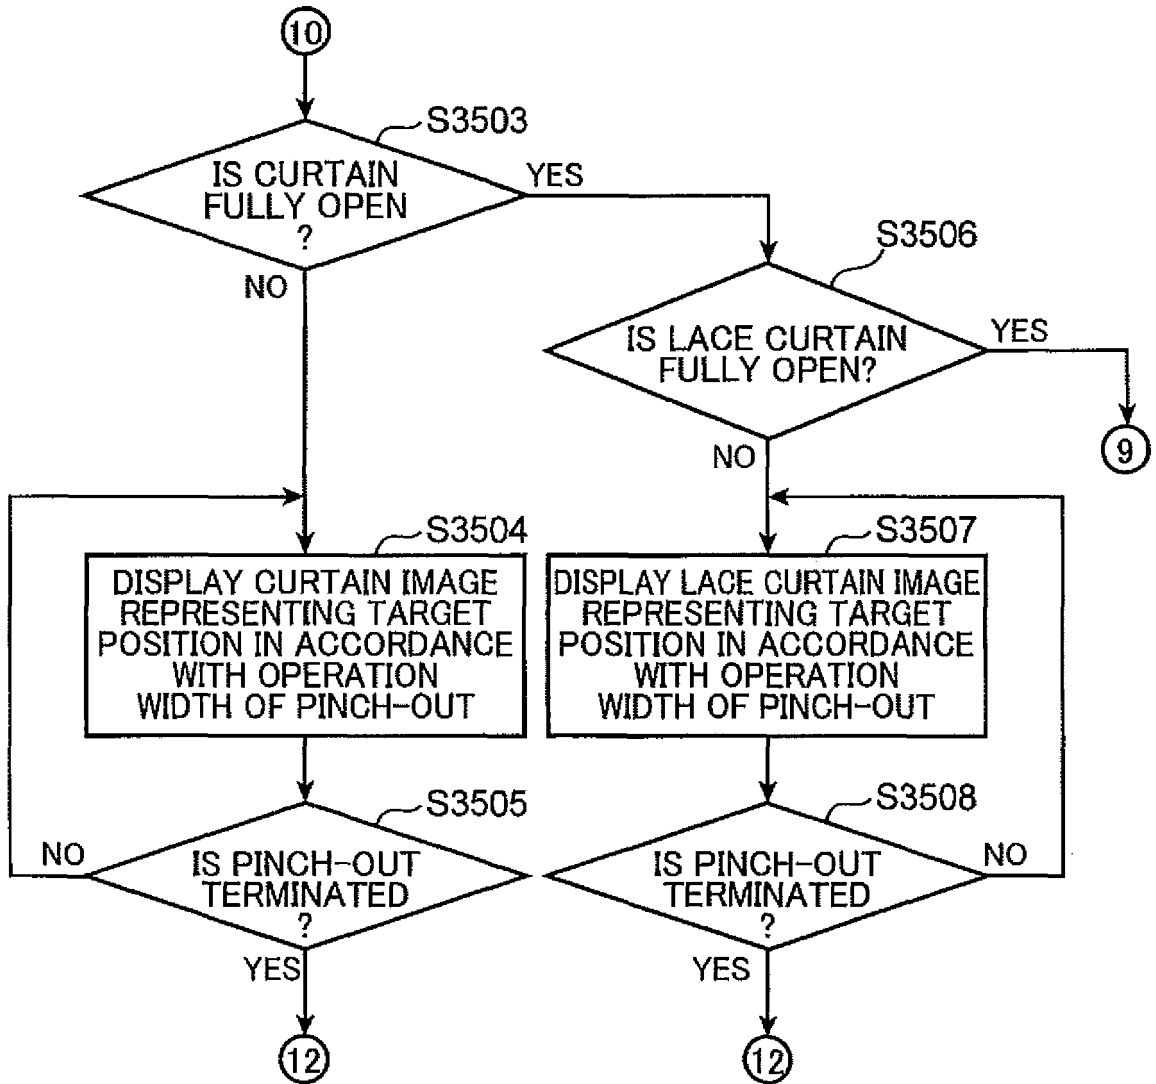 10
S3503
IS CURTAIN
FULLY OPEN
?
YES
NO
S3506
IS LACE CURTAIN
FULLY OPEN?
YES
9
NO
S3504
DISPLAY CURTAIN IMAGE
REPRESENTING TARGET
POSITION IN ACCORDANCE
WITH OPERATION
WIDTH OF PINCH-OUT
S3507
DISPLAY LACE CURTAIN IMAGE
REPRESENTING TARGET
POSITION IN ACCORDANCE
WITH OPERATION
WIDTH OF PINCH-OUT
S3505
NO
IS PINCH-OUT
TERMINATED
?
YES
12
S3508
IS PINCH-OUT
TERMINATED
?
NO
YES
12